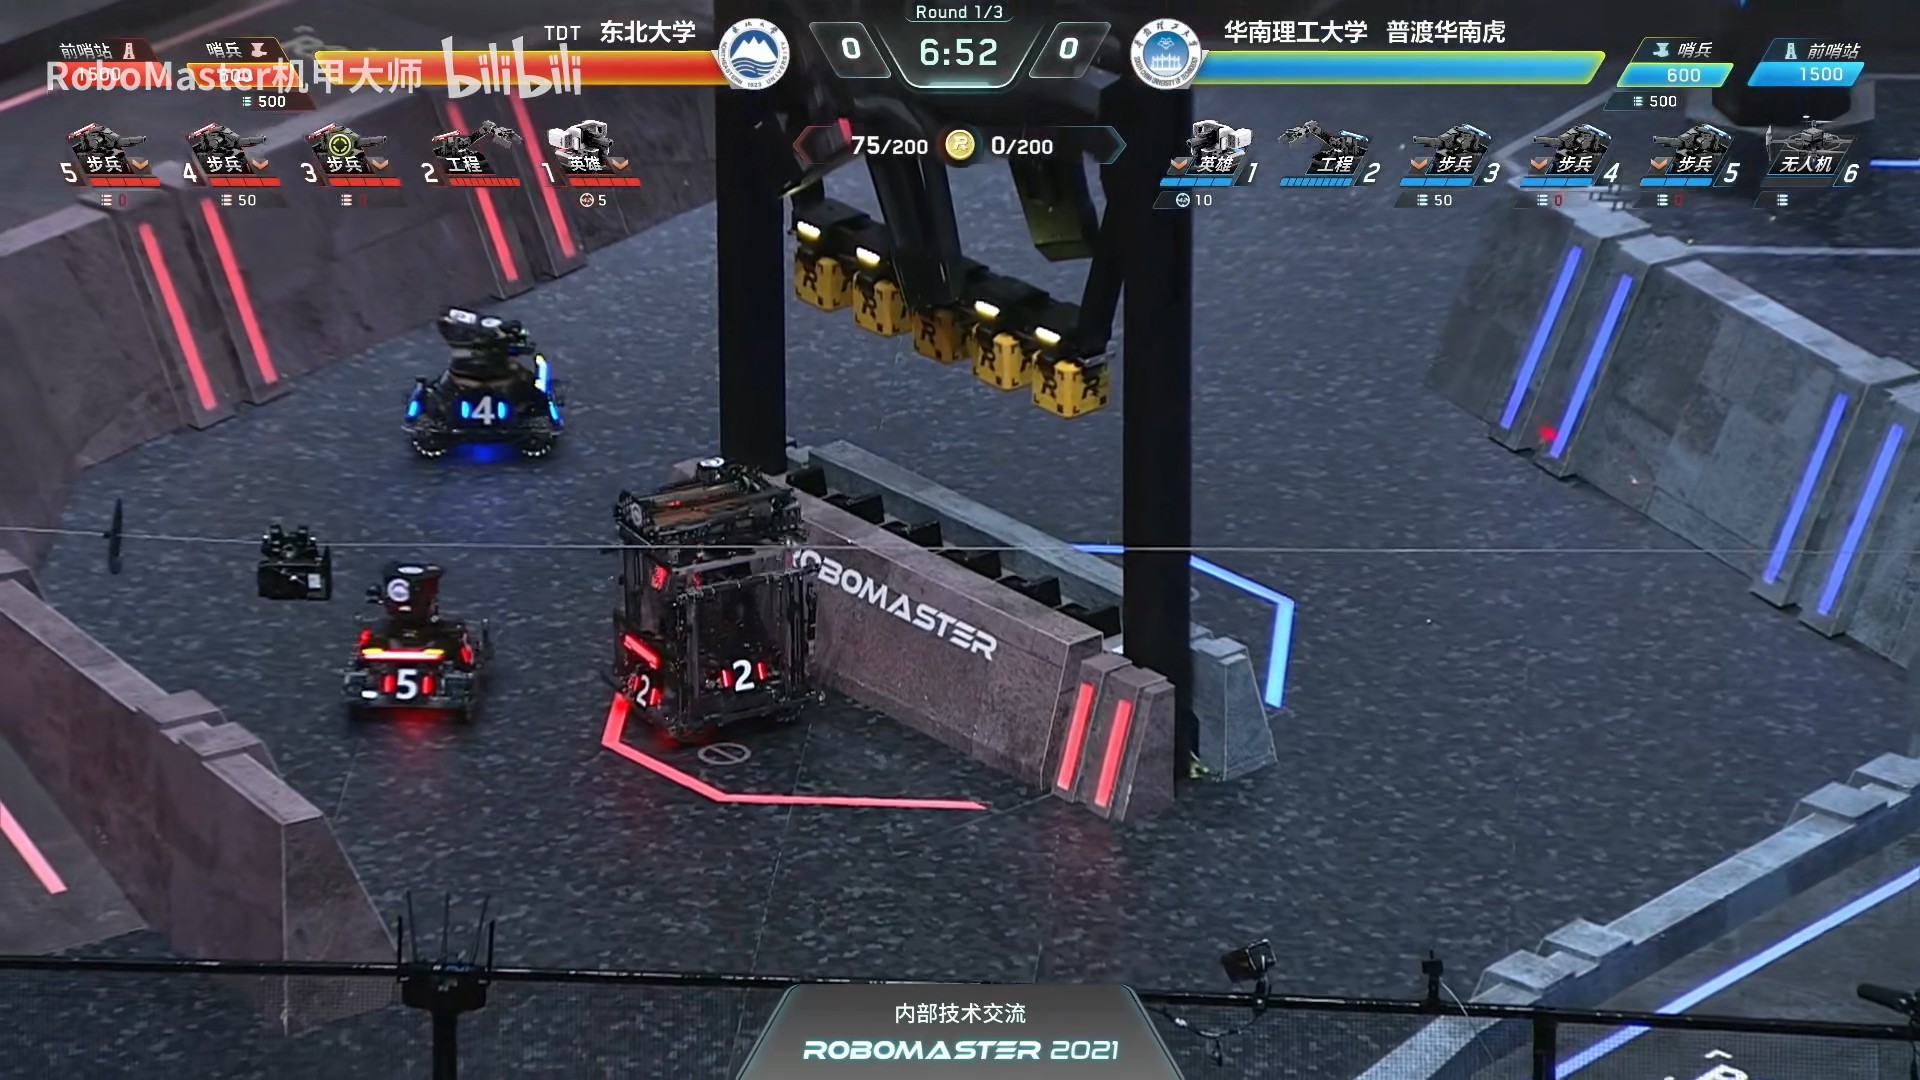 Round 1/3
TDT 东北大学
0
6:52
0
华南理工大学 普渡华南虎
前哨站
1500
哨兵
600
500
RoboMaster机甲大师 bilibili
哨兵
600
500
前哨站
1500
75/200
R
0/200
5 步兵
0
4 步兵
50
3 步兵
0
2 工程
1 英雄
5
英雄 1
10
工程 2
步兵 3
50
步兵 4
0
步兵 5
0
无人机 6
R
R
R
R
R
4
5
2
2
ROBOMASTER
内部技术交流
ROBOMASTER 2021